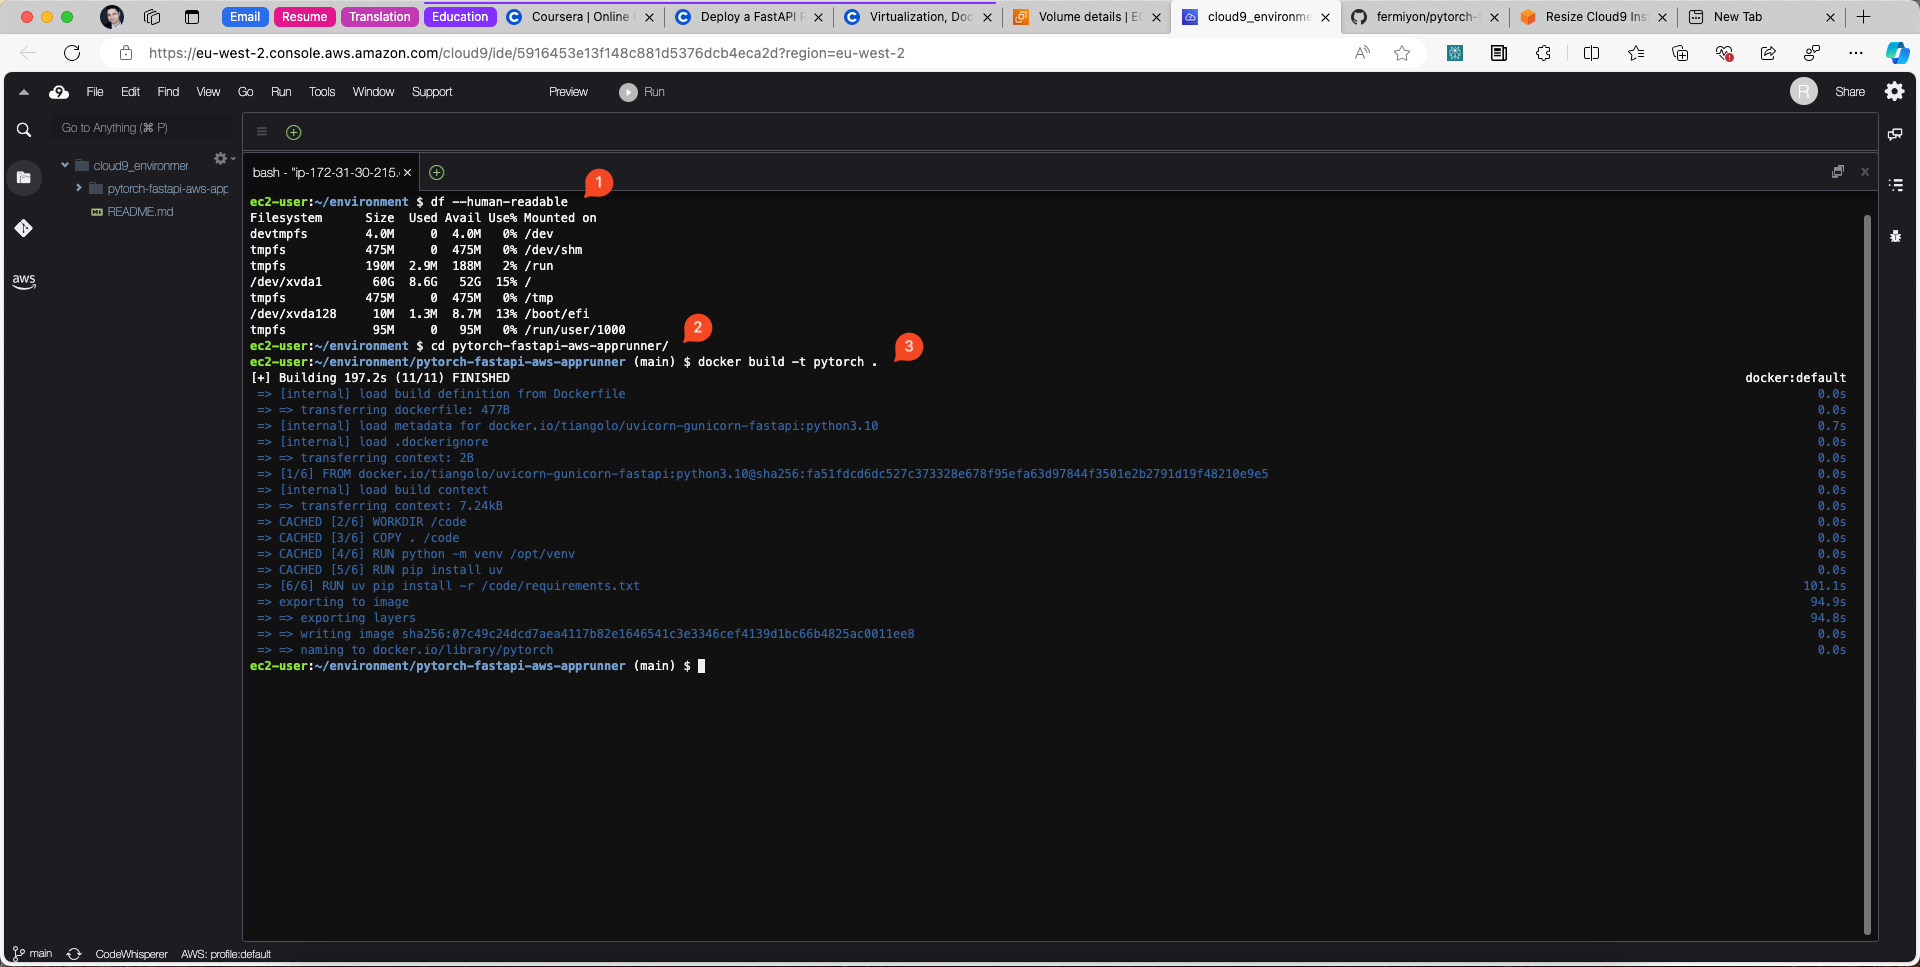 Email Resume Translation Education Coursera | Online Deploy a FastAPI Virtualization, Doc Volume details | EC cloud9_environme fermiyon/pytorch- Resize Cloud9 Ins New Tab
https://eu-west-2.console.aws.amazon.com/cloud9/ide/5916453e13f148c881d5376dcb4eca2d?region=eu-west-2
9 File Edit Find View Go Run Tools Window Support Preview Run R Share
Go to Anything (⌘ P)
cloud9_environmer
pytorch-fastapi-aws-app
README.md
aws
bash - "ip-172-31-30-215.
1
ec2-user:~/environment $ df --human-readable
Filesystem Size Used Avail Use% Mounted on
devtmpfs 4.0M 0 4.0M 0% /dev
tmpfs 475M 0 475M 0% /dev/shm
tmpfs 190M 2.9M 188M 2% /run
/dev/xvda1 60G 8.6G 52G 15% /
tmpfs 475M 0 475M 0% /tmp
/dev/xvda128 10M 1.3M 8.7M 13% /boot/efi
tmpfs 95M 0 95M 0% /run/user/1000
2
ec2-user:~/environment $ cd pytorch-fastapi-aws-apprunner/
3
ec2-user:~/environment/pytorch-fastapi-aws-apprunner (main) $ docker build -t pytorch .
[+] Building 197.2s (11/11) FINISHED docker:default
=> [internal] load build definition from Dockerfile 0.0s
=> => transferring dockerfile: 477B 0.0s
=> [internal] load metadata for docker.io/tiangolo/uvicorn-gunicorn-fastapi:python3.10 0.7s
=> [internal] load .dockerignore 0.0s
=> => transferring context: 2B 0.0s
=> [1/6] FROM docker.io/tiangolo/uvicorn-gunicorn-fastapi:python3.10@sha256:fa51fdcd6dc527c373328e678f95efa63d97844f3501e2b2791d19f48210e9e5 0.0s
=> [internal] load build context 0.0s
=> => transferring context: 7.24kB 0.0s
=> CACHED [2/6] WORKDIR /code 0.0s
=> CACHED [3/6] COPY . /code 0.0s
=> CACHED [4/6] RUN python -m venv /opt/venv 0.0s
=> CACHED [5/6] RUN pip install uv 0.0s
=> [6/6] RUN uv pip install -r /code/requirements.txt 101.1s
=> exporting to image 94.9s
=> => exporting layers 94.8s
=> => writing image sha256:07c49c24dcd7aea4117b82e1646541c3e3346cef4139d1bc66b4825ac0011ee8 0.0s
=> => naming to docker.io/library/pytorch 0.0s
ec2-user:~/environment/pytorch-fastapi-aws-apprunner (main) $
main CodeWhisperer AWS: profile:default